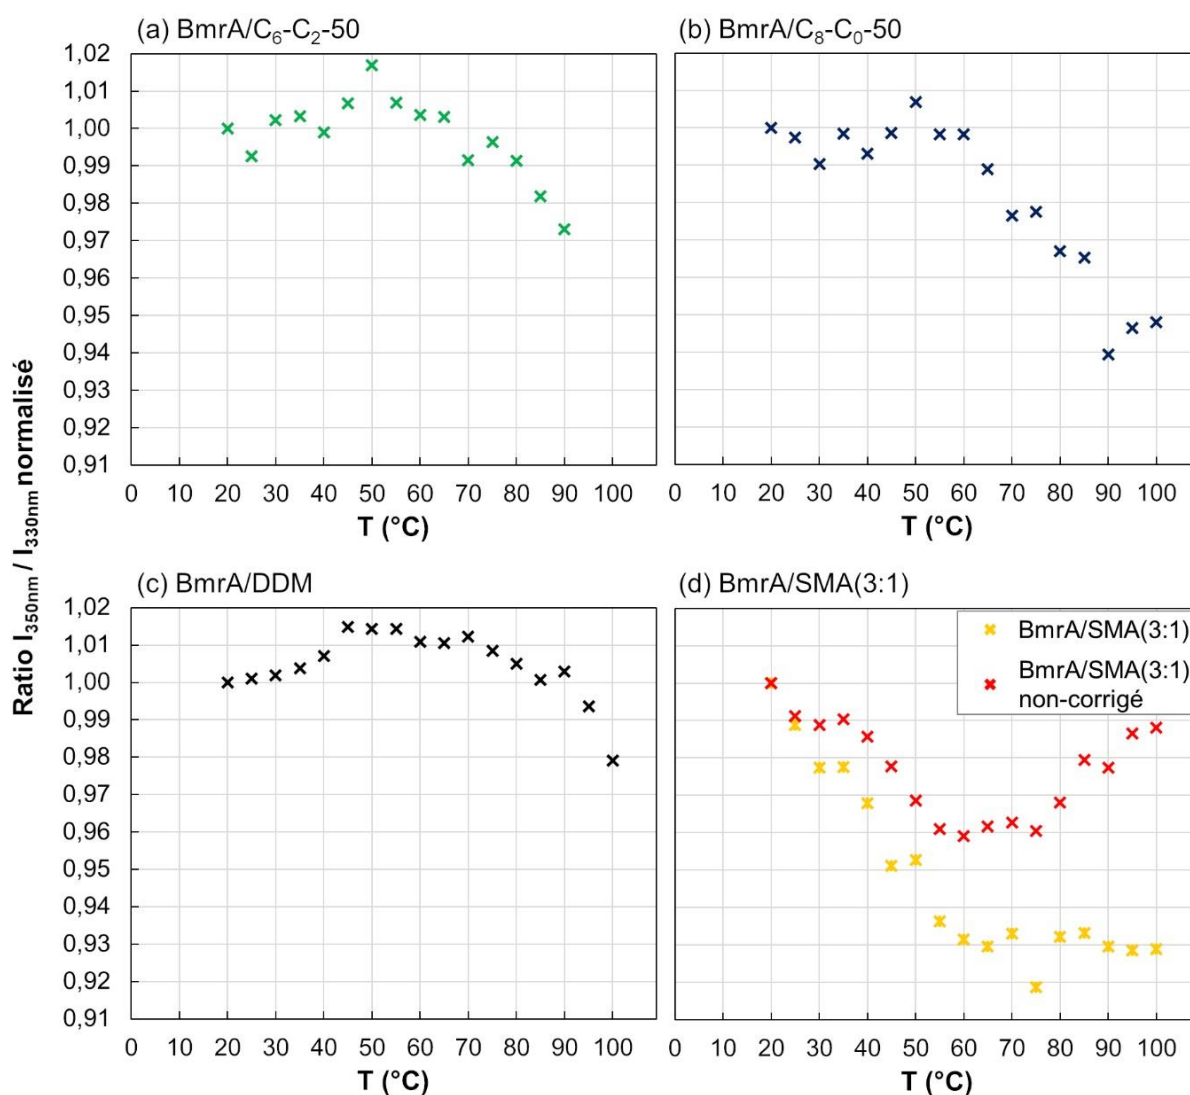 (a) BmrA/C₆-C₂-50
(b) BmrA/C₈-C₀-50
Ratio I₃₅₀ₙₘ / I₃₃₀ₙₘ normalisé
1,02
1,01
1,00
0,99
0,98
0,97
0,96
0,95
0,94
0,93
0,92
0,91
0 10 20 30 40 50 60 70 80 90 100
T (°C)
0 10 20 30 40 50 60 70 80 90 100
T (°C)
(c) BmrA/DDM
(d) BmrA/SMA(3:1)
1,02
1,01
1,00
0,99
0,98
0,97
0,96
0,95
0,94
0,93
0,92
0,91
BmrA/SMA(3:1)
BmrA/SMA(3:1)
non-corrigé
0 10 20 30 40 50 60 70 80 90 100
T (°C)
0 10 20 30 40 50 60 70 80 90 100
T (°C)